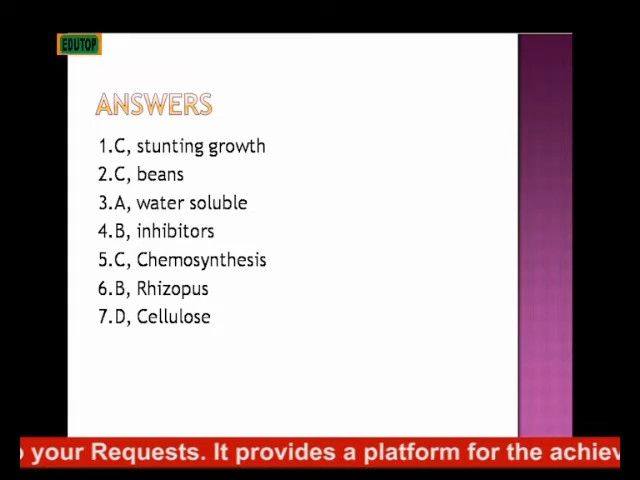 EDUTOP
ANSWERS
1.C, stunting growth
2.C, beans
3.A, water soluble
4.B, inhibitors
5.C, Chemosynthesis
6.B, Rhizopus
7.D, Cellulose
your Requests. It provides a platform for the